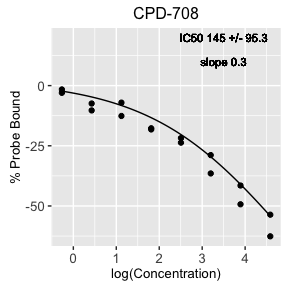 CPD-708
IC50 145 +/- 95.3
slope 0.3
0
-25
-50
% Probe Bound
0 1 2 3 4
log(Concentration)